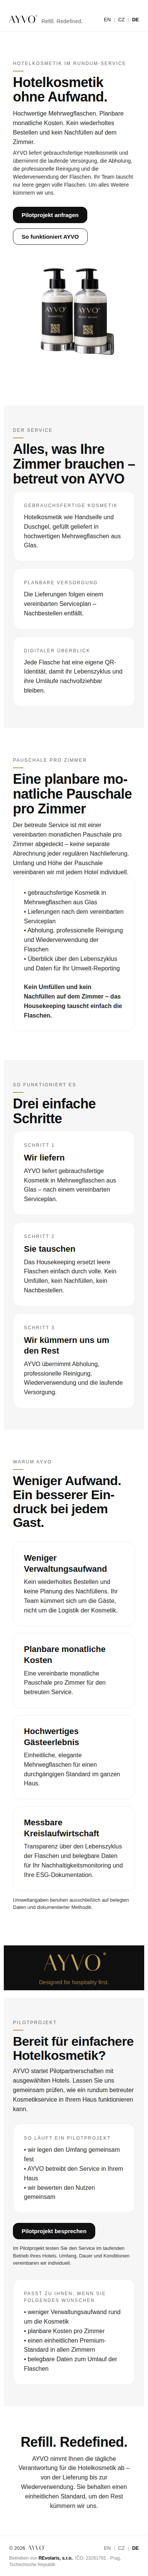 AYVO Refill. Redefined.
EN | CZ | DE
HOTELKOSMETIK IM RUNDUM-SERVICE
Hotelkosmetik
ohne Aufwand.
Hochwertige Mehrwegflaschen. Planbare
monatliche Kosten. Kein wiederholtes
Bestellen und kein Nachfüllen auf dem
Zimmer.
AYVO liefert gebrauchsfertige Hotelkosmetik und
übernimmt die laufende Versorgung, die Abholung,
die professionelle Reinigung und die
Wiederverwendung der Flaschen. Ihr Team tauscht
nur leere gegen volle Flaschen. Um alles Weitere
kümmern wir uns.
Pilotprojekt anfragen
So funktioniert AYVO
AYVO AYVO
DER SERVICE
Alles, was Ihre
Zimmer brauchen –
betreut von AYVO
GEBRAUCHSFERTIGE KOSMETIK
Hotelkosmetik wie Handseife und
Duschgel, gefüllt geliefert in
hochwertigen Mehrwegflaschen aus
Glas.
PLANBARE VERSORGUNG
Die Lieferungen folgen einem
vereinbarten Serviceplan –
Nachbestellen entfällt.
DIGITALER ÜBERBLICK
Jede Flasche hat eine eigene QR-
Identität, damit ihr Lebenszyklus und
ihre Umläufe nachvollziehbar
bleiben.
PAUSCHALE PRO ZIMMER
Eine planbare mo-
natliche Pauschale
pro Zimmer
Der betreute Service ist mit einer
vereinbarten monatlichen Pauschale pro
Zimmer abgedeckt – keine separate
Abrechnung jeder regulären Nachlieferung.
Umfang und Höhe der Pauschale
vereinbaren wir mit jedem Hotel individuell.
• gebrauchsfertige Kosmetik in
Mehrwegflaschen aus Glas
• Lieferungen nach dem vereinbarten
Serviceplan
• Abholung, professionelle Reinigung
und Wiederverwendung der
Flaschen
• Überblick über den Lebenszyklus
und Daten für Ihr Umwelt-Reporting
Kein Umfüllen und kein
Nachfüllen auf dem Zimmer – das
Housekeeping tauscht einfach die
Flaschen.
SO FUNKTIONIERT ES
Drei einfache
Schritte
SCHRITT 1
Wir liefern
AYVO liefert gebrauchsfertige
Kosmetik in Mehrwegflaschen aus
Glas – nach einem vereinbarten
Serviceplan.
SCHRITT 2
Sie tauschen
Das Housekeeping ersetzt leere
Flaschen einfach durch volle. Kein
Umfüllen, kein Nachfüllen, kein
Nachbestellen.
SCHRITT 3
Wir kümmern uns um
den Rest
AYVO übernimmt Abholung,
professionelle Reinigung,
Wiederverwendung und die laufende
Versorgung.
WARUM AYVO
Weniger Aufwand.
Ein besserer Ein-
druck bei jedem
Gast.
Weniger
Verwaltungsaufwand
Kein wiederholtes Bestellen und
keine Planung des Nachfüllens. Ihr
Team kümmert sich um die Gäste,
nicht um die Logistik der Kosmetik.
Planbare monatliche
Kosten
Eine vereinbarte monatliche
Pauschale pro Zimmer für den
betreuten Service.
Hochwertiges
Gästeerlebnis
Einheitliche, elegante
Mehrwegflaschen für einen
durchgängigen Standard im ganzen
Haus.
Messbare
Kreislaufwirtschaft
Transparenz über den Lebenszyklus
der Flaschen und belegbare Daten
für Ihr Nachhaltigkeitsmonitoring und
Ihre ESG-Dokumentation.
Umweltangaben beruhen ausschließlich auf belegten
Daten und dokumentierter Methodik.
AYVO
Designed for hospitality first.
PILOTPROJEKT
Bereit für einfachere
Hotelkosmetik?
AYVO startet Pilotpartnerschaften mit
ausgewählten Hotels. Lassen Sie uns
gemeinsam prüfen, wie ein rundum betreuter
Kosmetikservice in Ihrem Haus funktionieren
kann.
SO LÄUFT EIN PILOTPROJEKT
• wir legen den Umfang gemeinsam
fest
• AYVO betreibt den Service in Ihrem
Haus
• wir bewerten den Nutzen
gemeinsam
Pilotprojekt besprechen
Im Pilotprojekt testen Sie den Service im laufenden
Betrieb Ihres Hotels. Umfang, Dauer und Konditionen
vereinbaren wir individuell.
PASST ZU IHNEN, WENN SIE
FOLGENDES WÜNSCHEN
• weniger Verwaltungsaufwand rund
um die Kosmetik
• planbare Kosten pro Zimmer
• einen einheitlichen Premium-
Standard in allen Zimmern
• belegbare Daten zum Umlauf der
Flaschen
Refill. Redefined.
AYVO nimmt Ihnen die tägliche
Verantwortung für die Hotelkosmetik ab –
von der Lieferung bis zur
Wiederverwendung. Sie behalten einen
einheitlichen Standard, um den Rest
kümmern wir uns.
© 2026 AYVO
EN | CZ | DE
Betrieben von REvolaris, s.r.o. · IČO: 23281782 · Prag,
Tschechische Republik